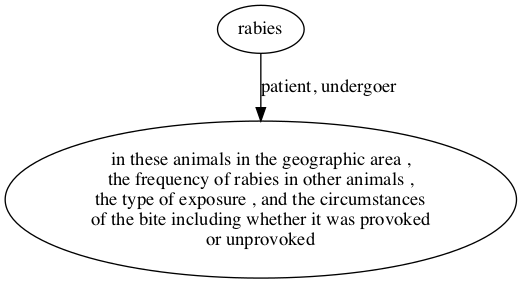 rabies
patient, undergoer
in these animals in the geographic area ,
the frequency of rabies in other animals ,
the type of exposure , and the circumstances
of the bite including whether it was provoked
or unprovoked